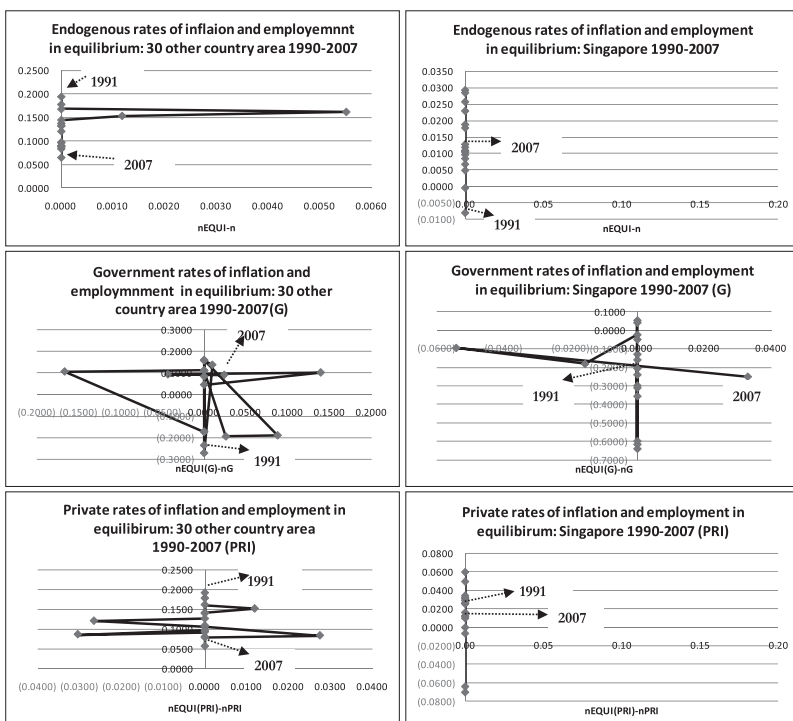 Endogenous rates of inflaion and employemnnt
in equilibrium: 30 other country area 1990-2007
0.2500
1991
0.2000
0.1500
0.1000
2007
0.0500
0.0000
0.0000 0.0010 0.0020 0.0030 0.0040 0.0050 0.0060
nEQUI-n
Endogenous rates of inflation and employment
in equilibrium: Singapore 1990-2007
0.0350
0.0300
0.0250
0.0200
0.0150
2007
0.0100
0.0050
0.0000
(0.0050)
0.00 0.05 0.10 0.15 0.20
(0.0100)
1991
nEQUI-n
Government rates of inflation and
employmnment in equilibrium: 30 other
country area 1990-2007(G)
0.3000
2007
0.2000
0.1000
0.0000
(0.2000) (0.1500) (0.1000) (0.0500) 0.0000 0.0500 0.1000 0.1500 0.2000
(0.1000)
(0.2000)
1991
(0.3000)
nEQUI(G)-nG
Government rates of inflation and employment
in equilibrium: Singapore 1990-2007 (G)
0.1000
0.0000
(0.0600) (0.0400) (0.0200) 0.0000 0.0200 0.0400
(0.1000)
(0.2000)
1991
2007
(0.3000)
(0.4000)
(0.5000)
(0.6000)
(0.7000)
nEQUI(G)-nG
Private rates of inflation and employment in
equilibirum: 30 other country area
1990-2007 (PRI)
0.2500
1991
0.2000
0.1500
0.1000
0.0500
2007
0.0000
(0.0400) (0.0300) (0.0200) (0.0100) 0.0000 0.0100 0.0200 0.0300 0.0400
nEQUI(PRI)-nPRI
Private rates of inflation and employment in
equilibirum: Singapore 1990-2007 (PRI)
0.0800
0.0600
1991
0.0400
0.0200
2007
0.0000
0.00 0.05 0.10 0.15 0.20
(0.0200)
(0.0400)
(0.0600)
(0.0800)
nEQUI(PRI)-nPRI